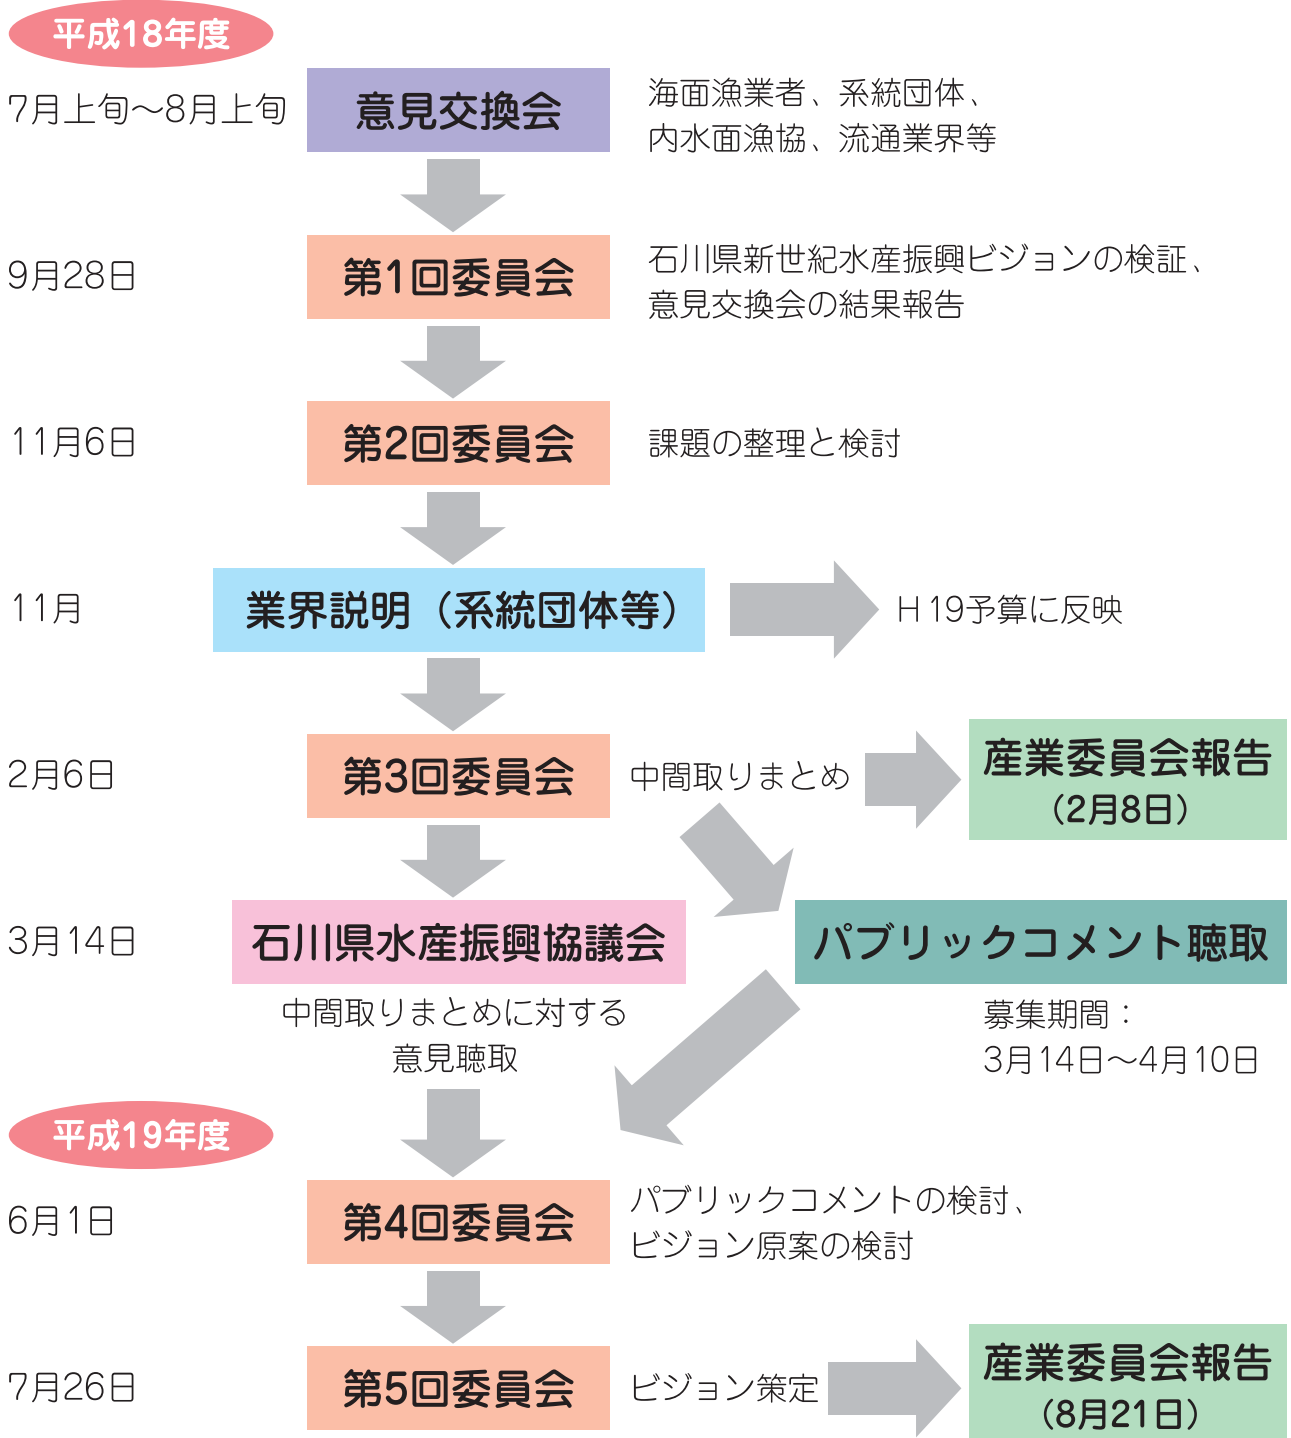 平成18年度
7月上旬～8月上旬
意見交換会
海面漁業者、系統団体、
内水面漁協、流通業界等
9月28日
第1回委員会
石川県新世紀水産振興ビジョンの検証、
意見交換会の結果報告
11月6日
第2回委員会
課題の整理と検討
11月
業界説明（系統団体等）
H19予算に反映
2月6日
第3回委員会
中間取りまとめ
産業委員会報告
（2月8日）
3月14日
石川県水産振興協議会
中間取りまとめに対する
意見聴取
パブリックコメント聴取
募集期間：
3月14日～4月10日
平成19年度
6月1日
第4回委員会
パブリックコメントの検討、
ビジョン原案の検討
7月26日
第5回委員会
ビジョン策定
産業委員会報告
（8月21日）